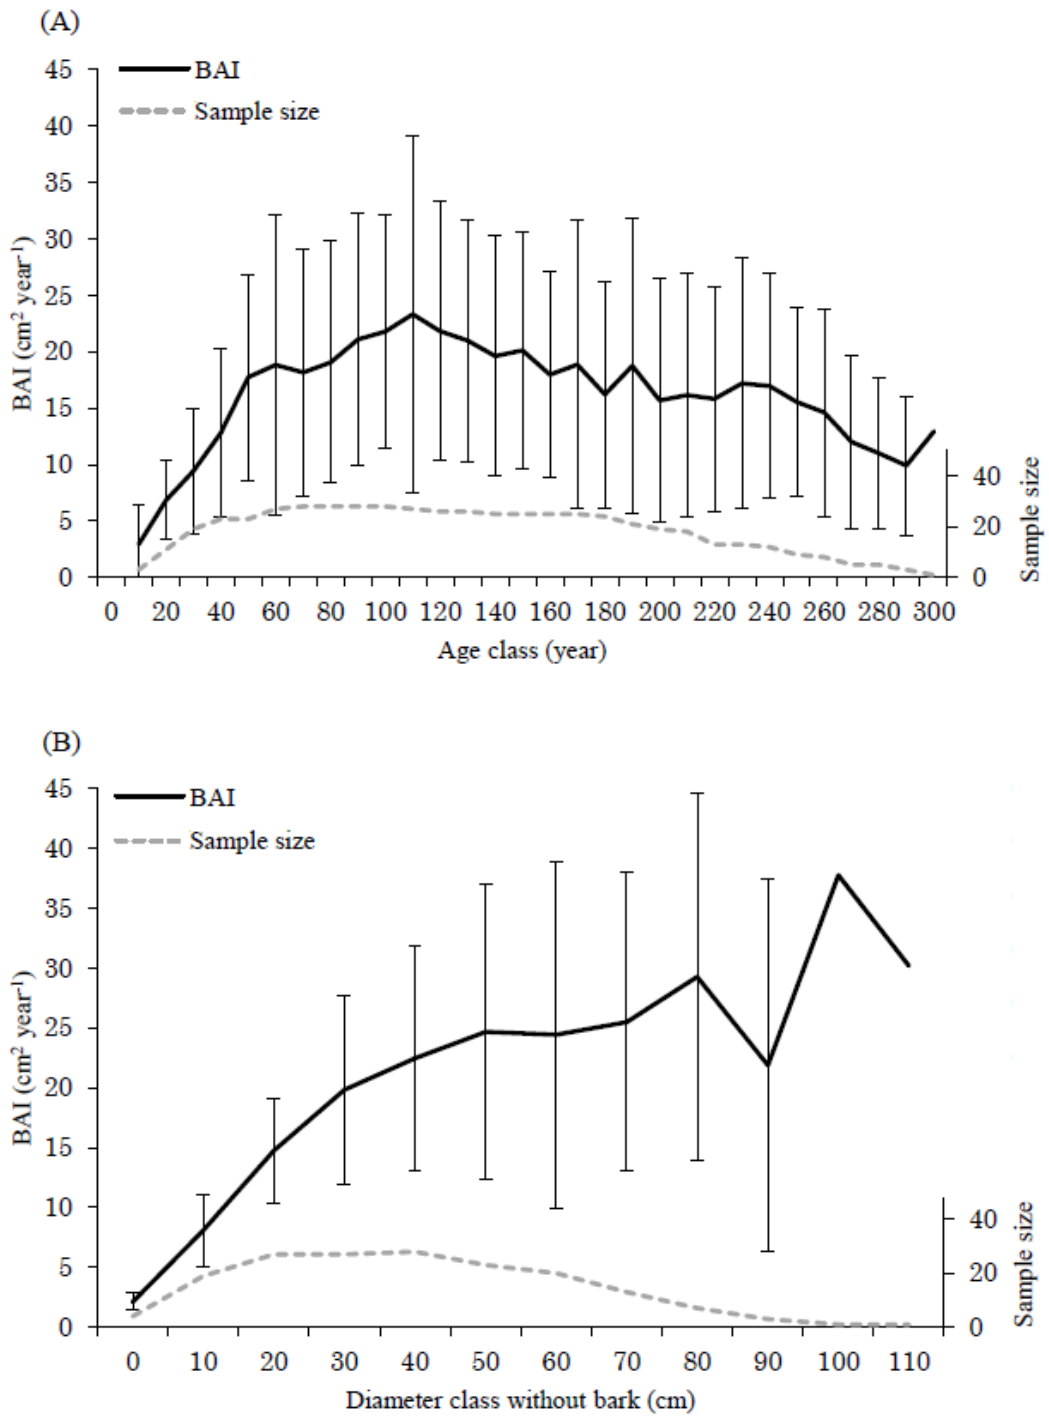 (A)
BAI
Sample size
45
40
35
30
25
20
15
10
5
0
BAI (cm² year⁻¹)
40
20
0
Sample size
0 20 40 60 80 100 120 140 160 180 200 220 240 260 280 300
Age class (year)
(B)
BAI
Sample size
45
40
35
30
25
20
15
10
5
0
BAI (cm² year⁻¹)
40
20
0
Sample size
0 10 20 30 40 50 60 70 80 90 100 110
Diameter class without bark (cm)